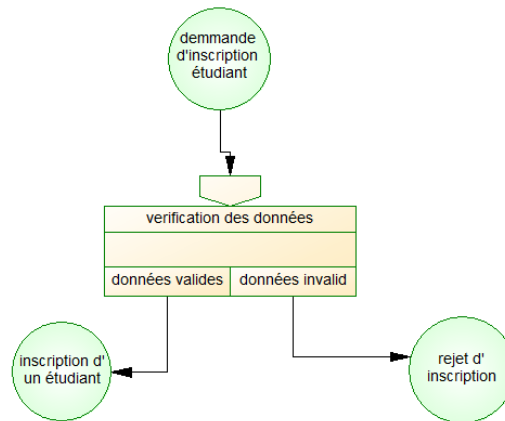 demmande
d'inscription
étudiant
verification des données
données valides
données invalid
inscription d'
un étudiant
rejet d'
inscription